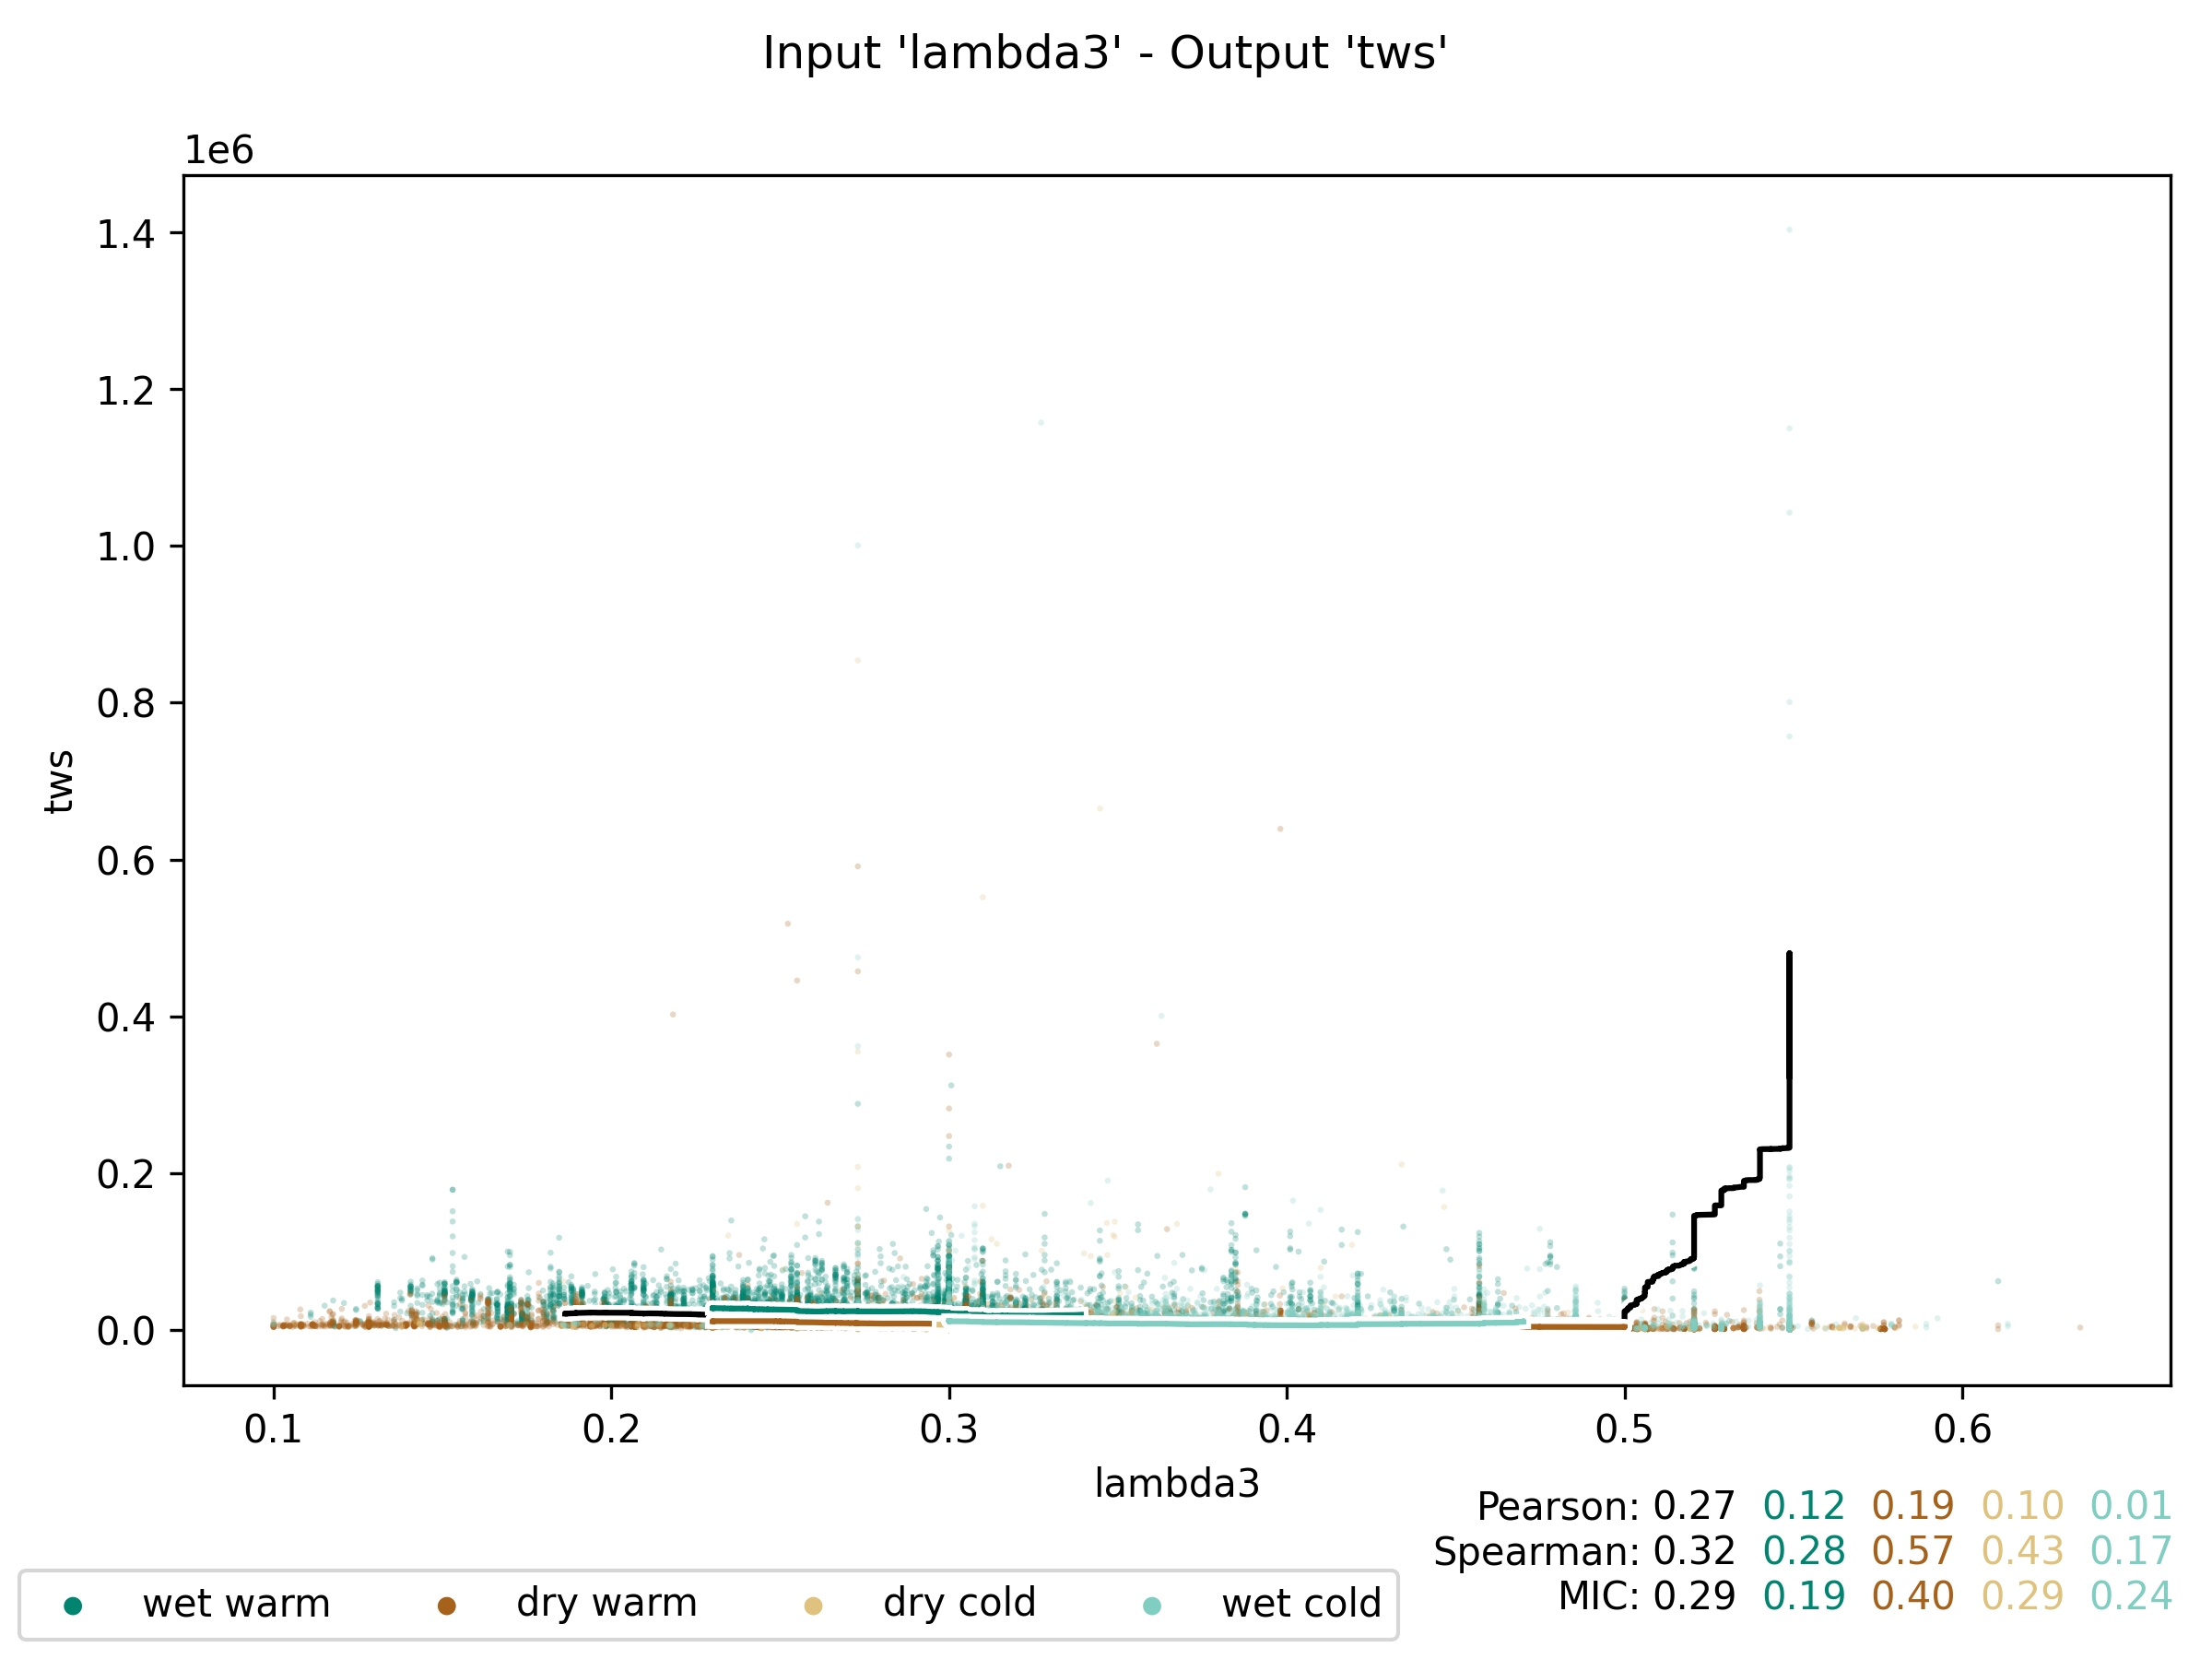 Input 'lambda3' - Output 'tws'
1e6
1.4
1.2
1.0
0.8
0.6
0.4
0.2
0.0
tws
0.1 0.2 0.3 0.4 0.5 0.6
lambda3
Pearson: 0.27 0.12 0.19 0.10 0.01
Spearman: 0.32 0.28 0.57 0.43 0.17
MIC: 0.29 0.19 0.40 0.29 0.24
wet warm dry warm dry cold wet cold